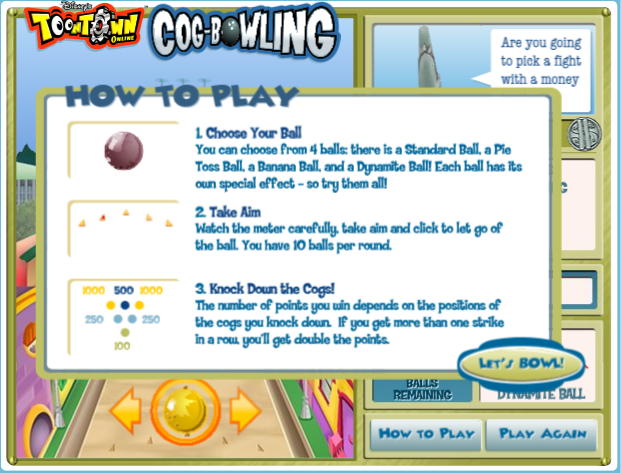 Disney's
TOONTOWN
ONLINE
COG-BOWLING
Are you going
to pick a fight
with a money
HOW TO PLAY
1. Choose Your Ball
You can choose from 4 balls: there is a Standard Ball, a Pie
Toss Ball, a Banana Ball, and a Dynamite Ball! Each ball has its
own special effect - so try them all!
2. Take Aim
Watch the meter carefully, take aim and click to let go of
the ball. You have 10 balls per round.
3. Knock Down the Cogs!
The number of points you win depends on the positions of
the cogs you knock down. If you get more than one strike
in a row, you'll get double the points.
1000 500 1000
250 250
100
LET'S BOWL!
BALLS
REMAINING
DYNAMITE BALL
HOW TO PLAY
PLAY AGAIN